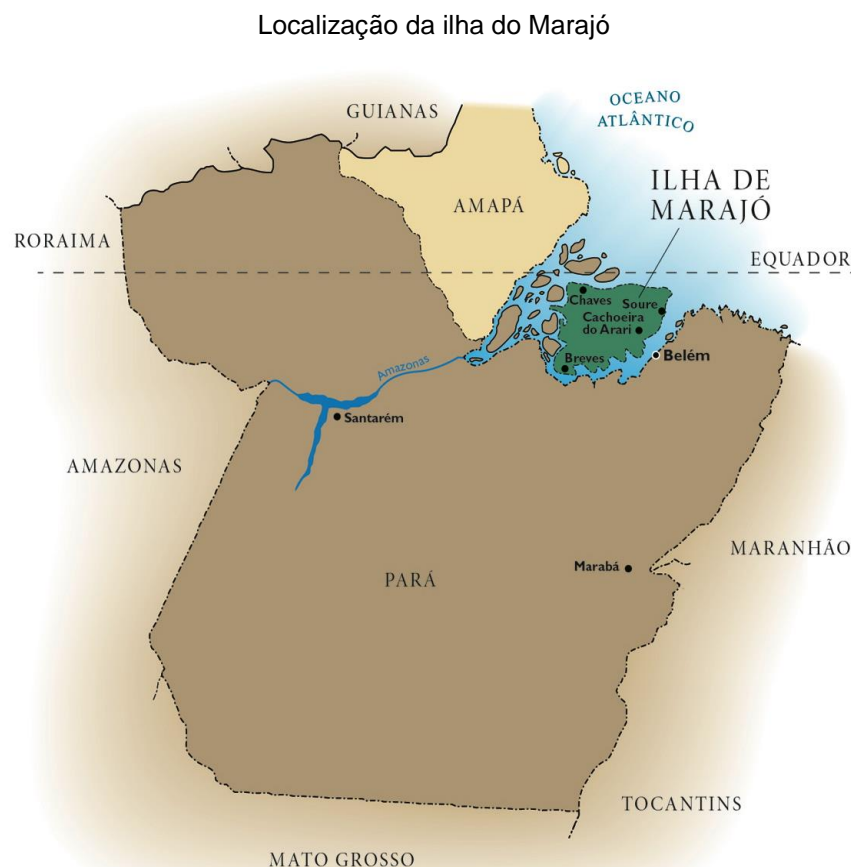 Localização da ilha do Marajó
OCEANO
ATLÂNTICO
GUIANAS
ILHA DE
MARAJÓ
AMAPÁ
RORAIMA
EQUADOR
Chaves
Soure
Cachoeira
do Arari
Breves
Belém
Amazonas
Santarém
AMAZONAS
MARANHÃO
Marabá
PARÁ
TOCANTINS
MATO GROSSO